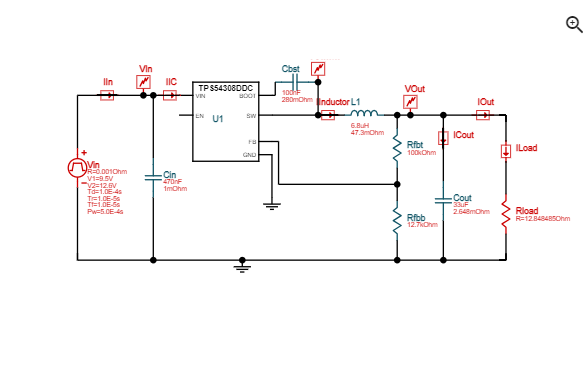 IIn
VIn
IIC
TPS54308DDC
VIN
BOOT
EN
U1
SW
FB
GND
Cbst
100nF
280mOhm
IInductor
L1
6.8uH
47.3mOhm
VOut
IOut
ICout
ILoad
Rfbt
100kOhm
Vin
R=0.001Ohm
V1=9.5V
V2=12.6V
Td=1.0E-4s
Tr=1.0E-5s
Tf=1.0E-5s
Pw=5.0E-4s
Cin
470nF
1mOhm
Rfbb
12.7kOhm
Cout
33uF
2.648mOhm
Rload
R=12.848485Ohm